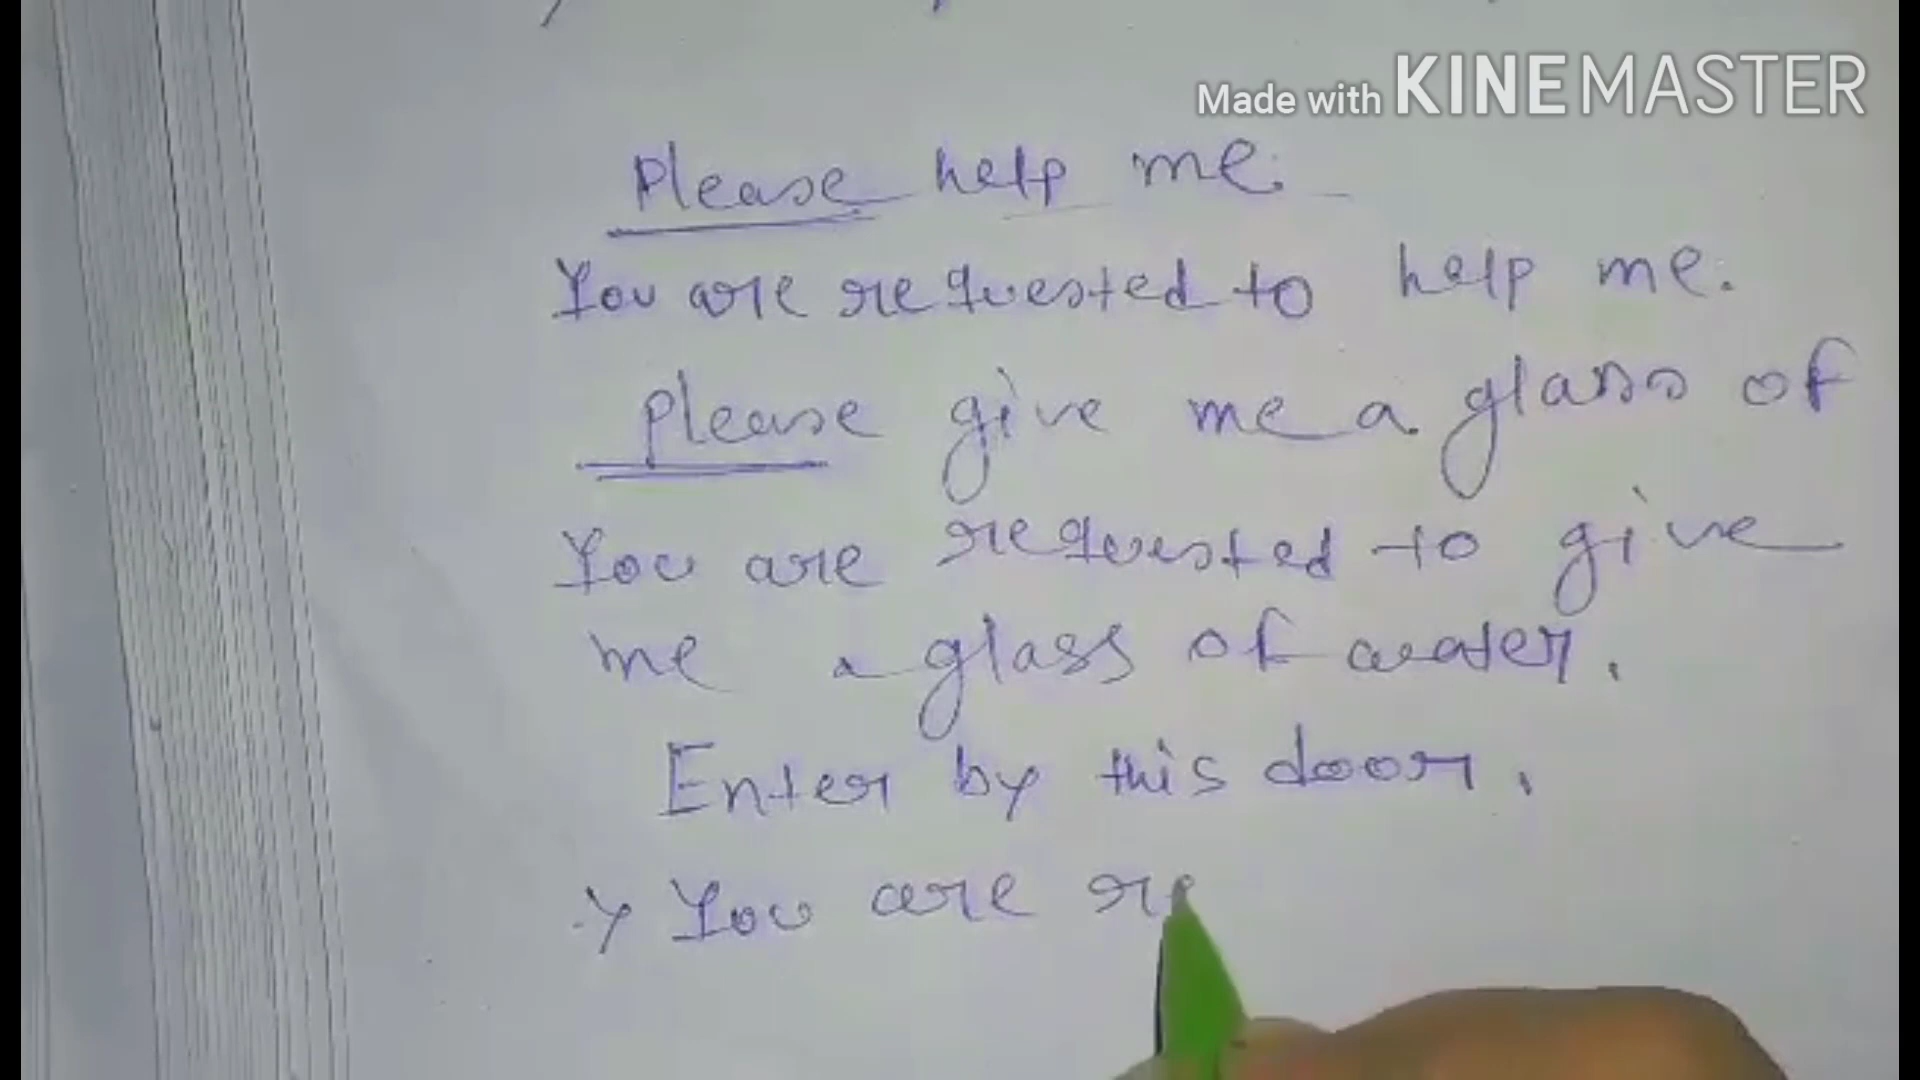 Made with KINEMASTER
Please help me.
You are requested to help me.
Please give me a glass of
You are requested to give
me a glass of water.
Enter by this door.
You are re